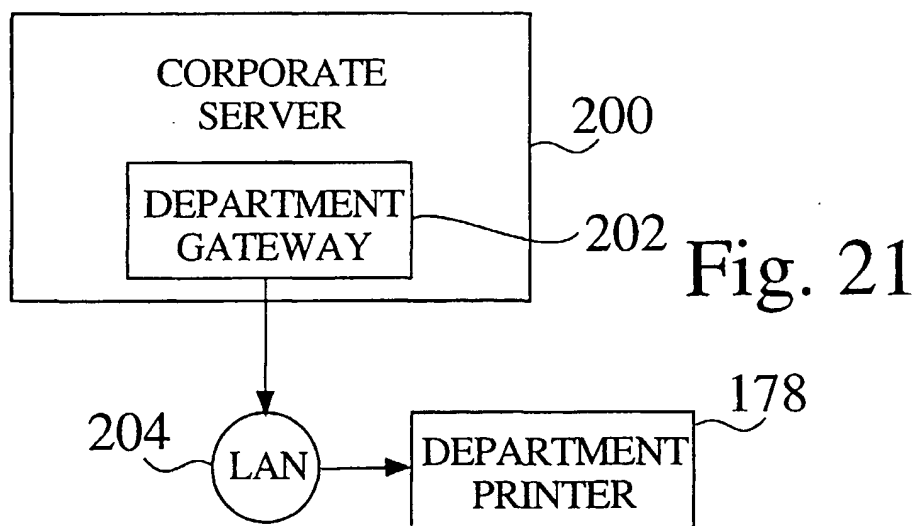 CORPORATE
SERVER
200
DEPARTMENT
GATEWAY
202
Fig. 21
204
LAN
178
DEPARTMENT
PRINTER